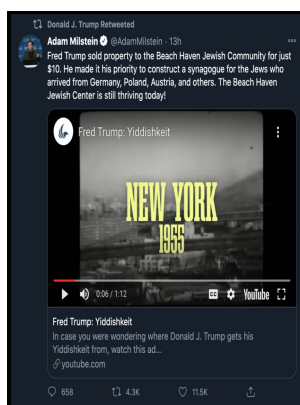 Donald J. Trump Retweeted
Adam Milstein @AdamMilstein · 13h
Fred Trump sold property to the Beach Haven Jewish Community for just
$10. He made it his priority to construct a synagogue for the Jews who
arrived from Germany, Poland, Austria, and others. The Beach Haven
Jewish Center is still thriving today!
Fred Trump: Yiddishkeit
NEW YORK
1955
0:06 / 1:12
CC
YouTube
Fred Trump: Yiddishkeit
In case you were wondering where Donald J. Trump gets his
Yiddishkeit from, watch this ad...
youtube.com
658 4.3K 11.5K